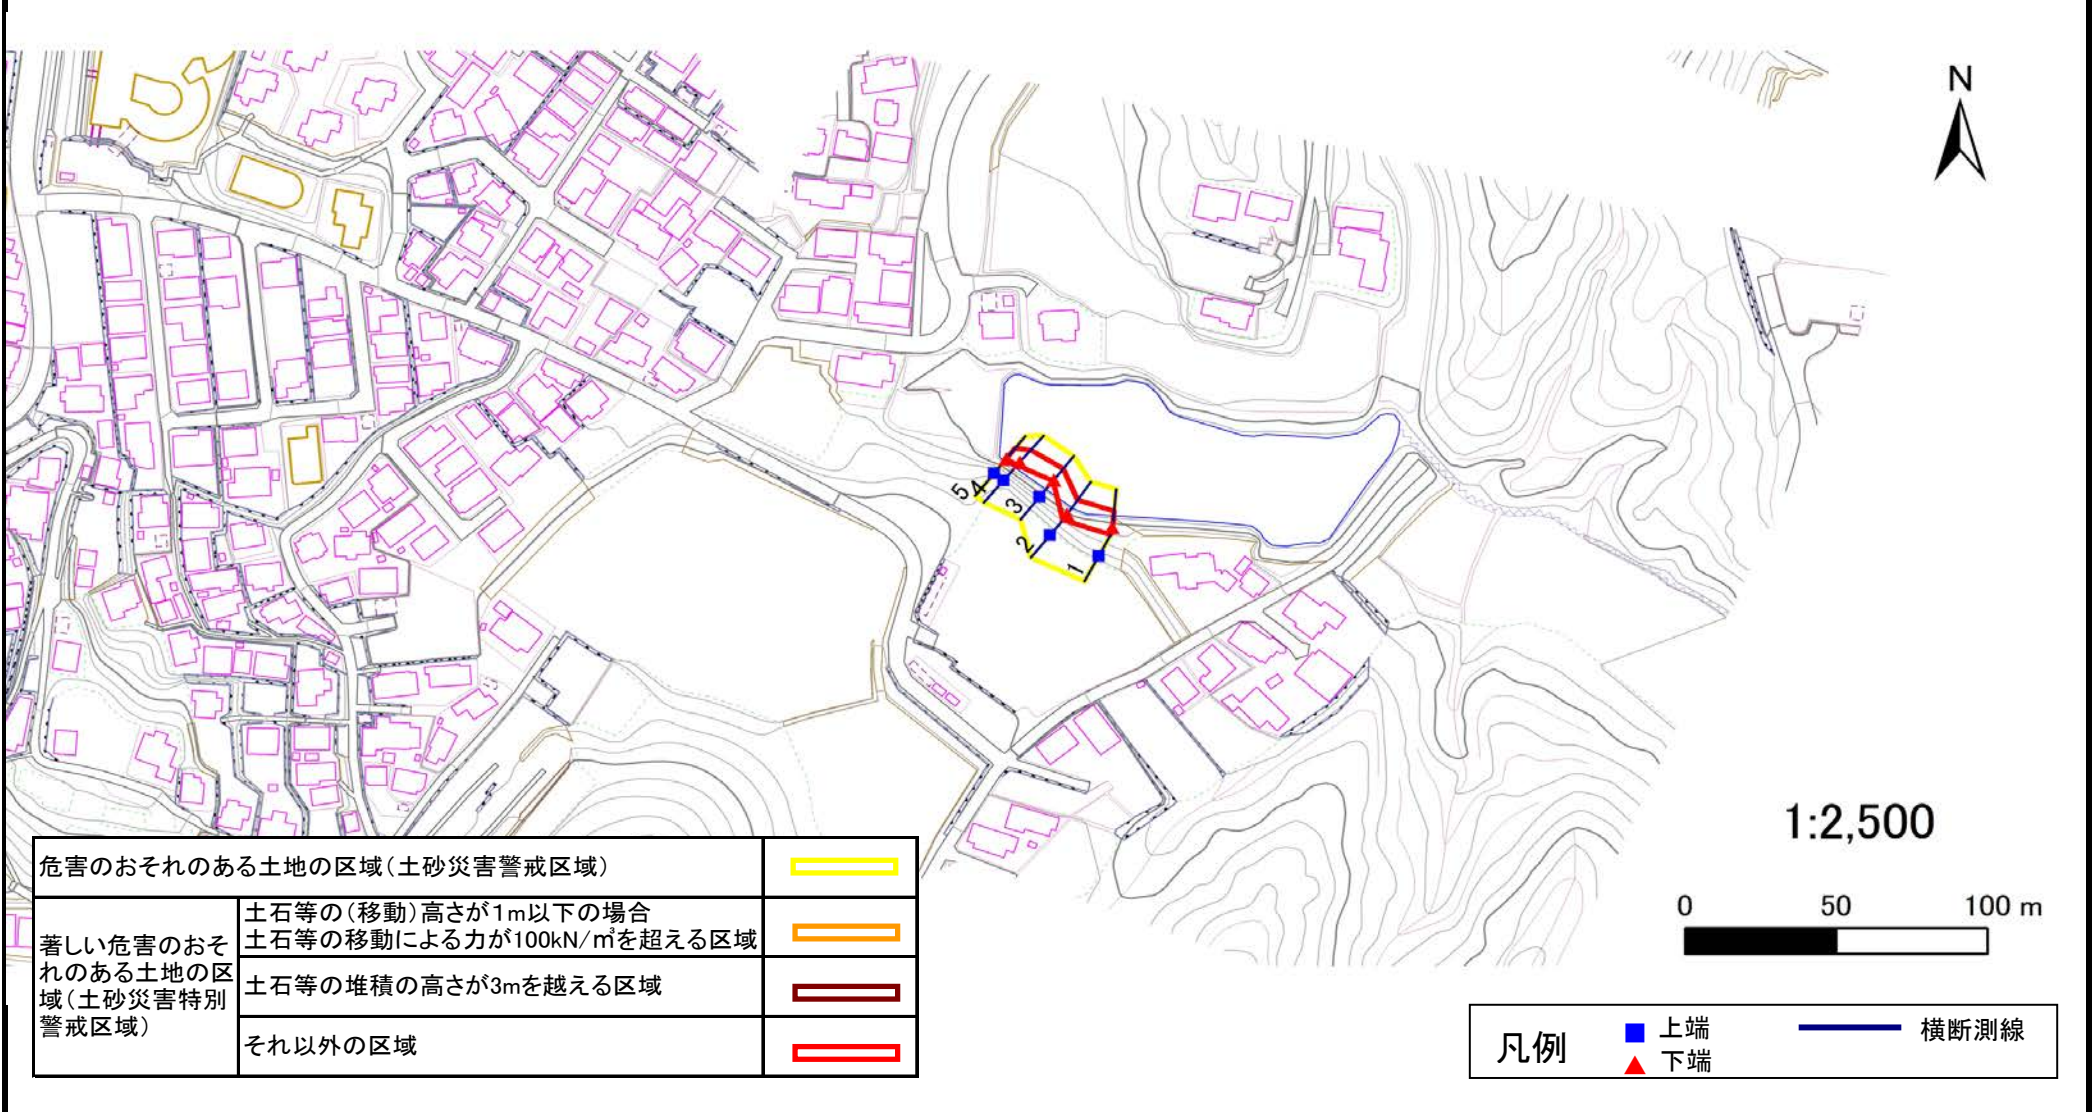 N
5
4
3
2
1
1:2,500
0 50 100 m
危害のおそれのある土地の区域(土砂災害警戒区域)
著しい危害のおそ
れのある土地の区
域(土砂災害特別
警戒区域)
土石等の(移動)高さが1m以下の場合
土石等の移動による力が100kN/㎡を超える区域
土石等の堆積の高さが3mを越える区域
それ以外の区域
凡例
上端
下端
横断測線